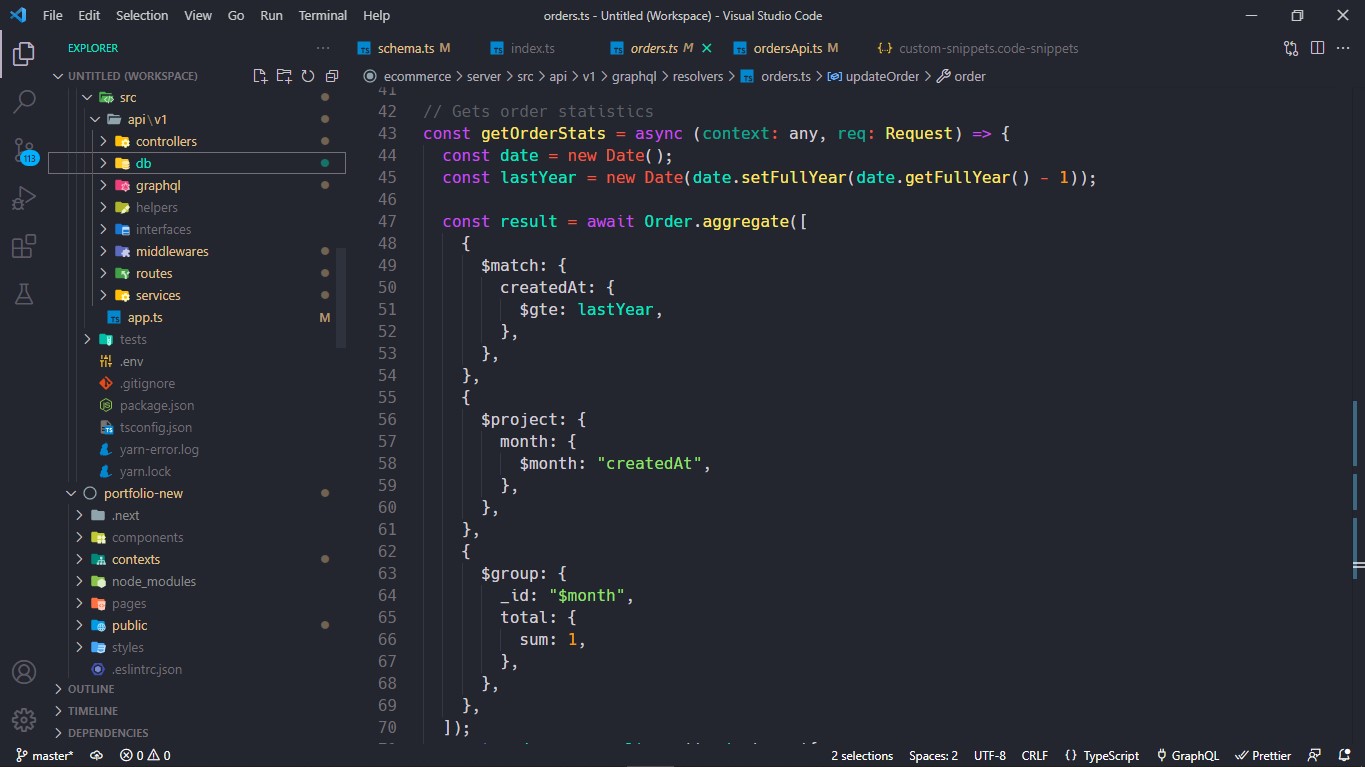 File Edit Selection View Go Run Terminal Help orders.ts - Untitled (Workspace) - Visual Studio Code
EXPLORER
UNTITLED (WORKSPACE)
src
api\v1
controllers
db
graphql
helpers
interfaces
middlewares
routes
services
app.ts M
tests
.env
.gitignore
package.json
tsconfig.json
yarn-error.log
yarn.lock
portfolio-new
.next
components
contexts
node_modules
pages
public
styles
.eslintrc.json
OUTLINE
TIMELINE
DEPENDENCIES
113
schema.ts M index.ts orders.ts M ordersApi.ts M custom-snippets.code-snippets
ecommerce > server > src > api > v1 > graphql > resolvers > orders.ts > updateOrder > order
41
42 // Gets order statistics
43 const getOrderStats = async (context: any, req: Request) => {
44 const date = new Date();
45 const lastYear = new Date(date.setFullYear(date.getFullYear() - 1));
46
47 const result = await Order.aggregate([
48 {
49 $match: {
50 createdAt: {
51 $gte: lastYear,
52 },
53 },
54 },
55 {
56 $project: {
57 month: {
58 $month: "createdAt",
59 },
60 },
61 },
62 {
63 $group: {
64 _id: "$month",
65 total: {
66 sum: 1,
67 },
68 },
69 },
70 ]);
master* 0 0 2 selections Spaces: 2 UTF-8 CRLF {} TypeScript GraphQL Prettier